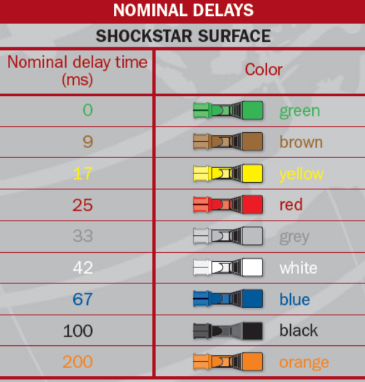 NOMINAL DELAYS
SHOCKSTAR SURFACE
Nominal delay time (ms) Color
0 green
9 brown
17 yellow
25 red
33 grey
42 white
67 blue
100 black
200 orange